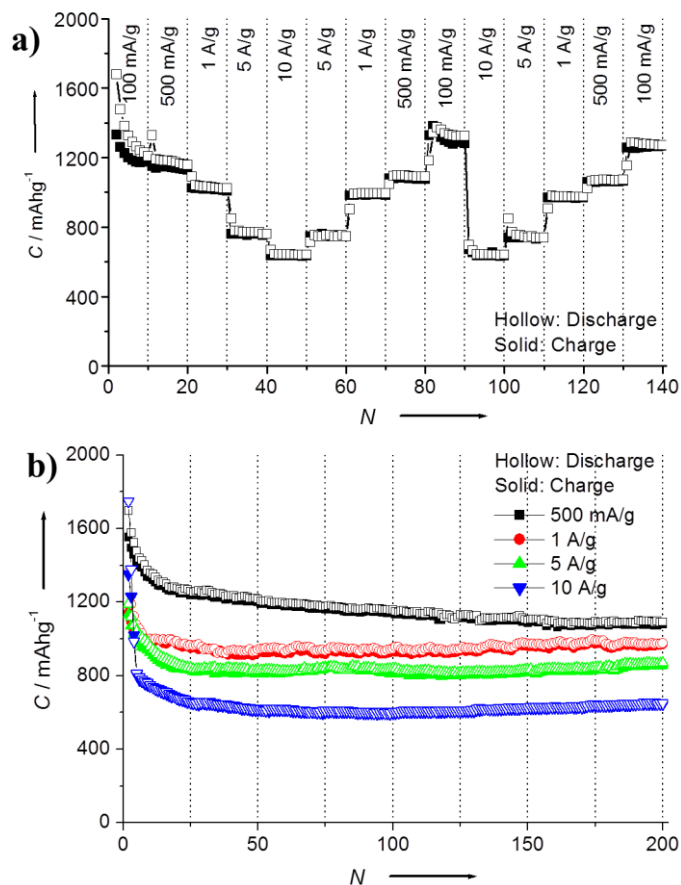 a)
100 mA/g
500 mA/g
1 A/g
5 A/g
10 A/g
5 A/g
1 A/g
500 mA/g
100 mA/g
10 A/g
5 A/g
1 A/g
500 mA/g
100 mA/g
2000
1600
1200
800
400
0
C / mAhg⁻¹
Hollow: Discharge
Solid: Charge
0 20 40 60 80 100 120 140
N
b)
2000
1600
1200
800
400
0
C / mAhg⁻¹
Hollow: Discharge
Solid: Charge
500 mA/g
1 A/g
5 A/g
10 A/g
0 50 100 150 200
N